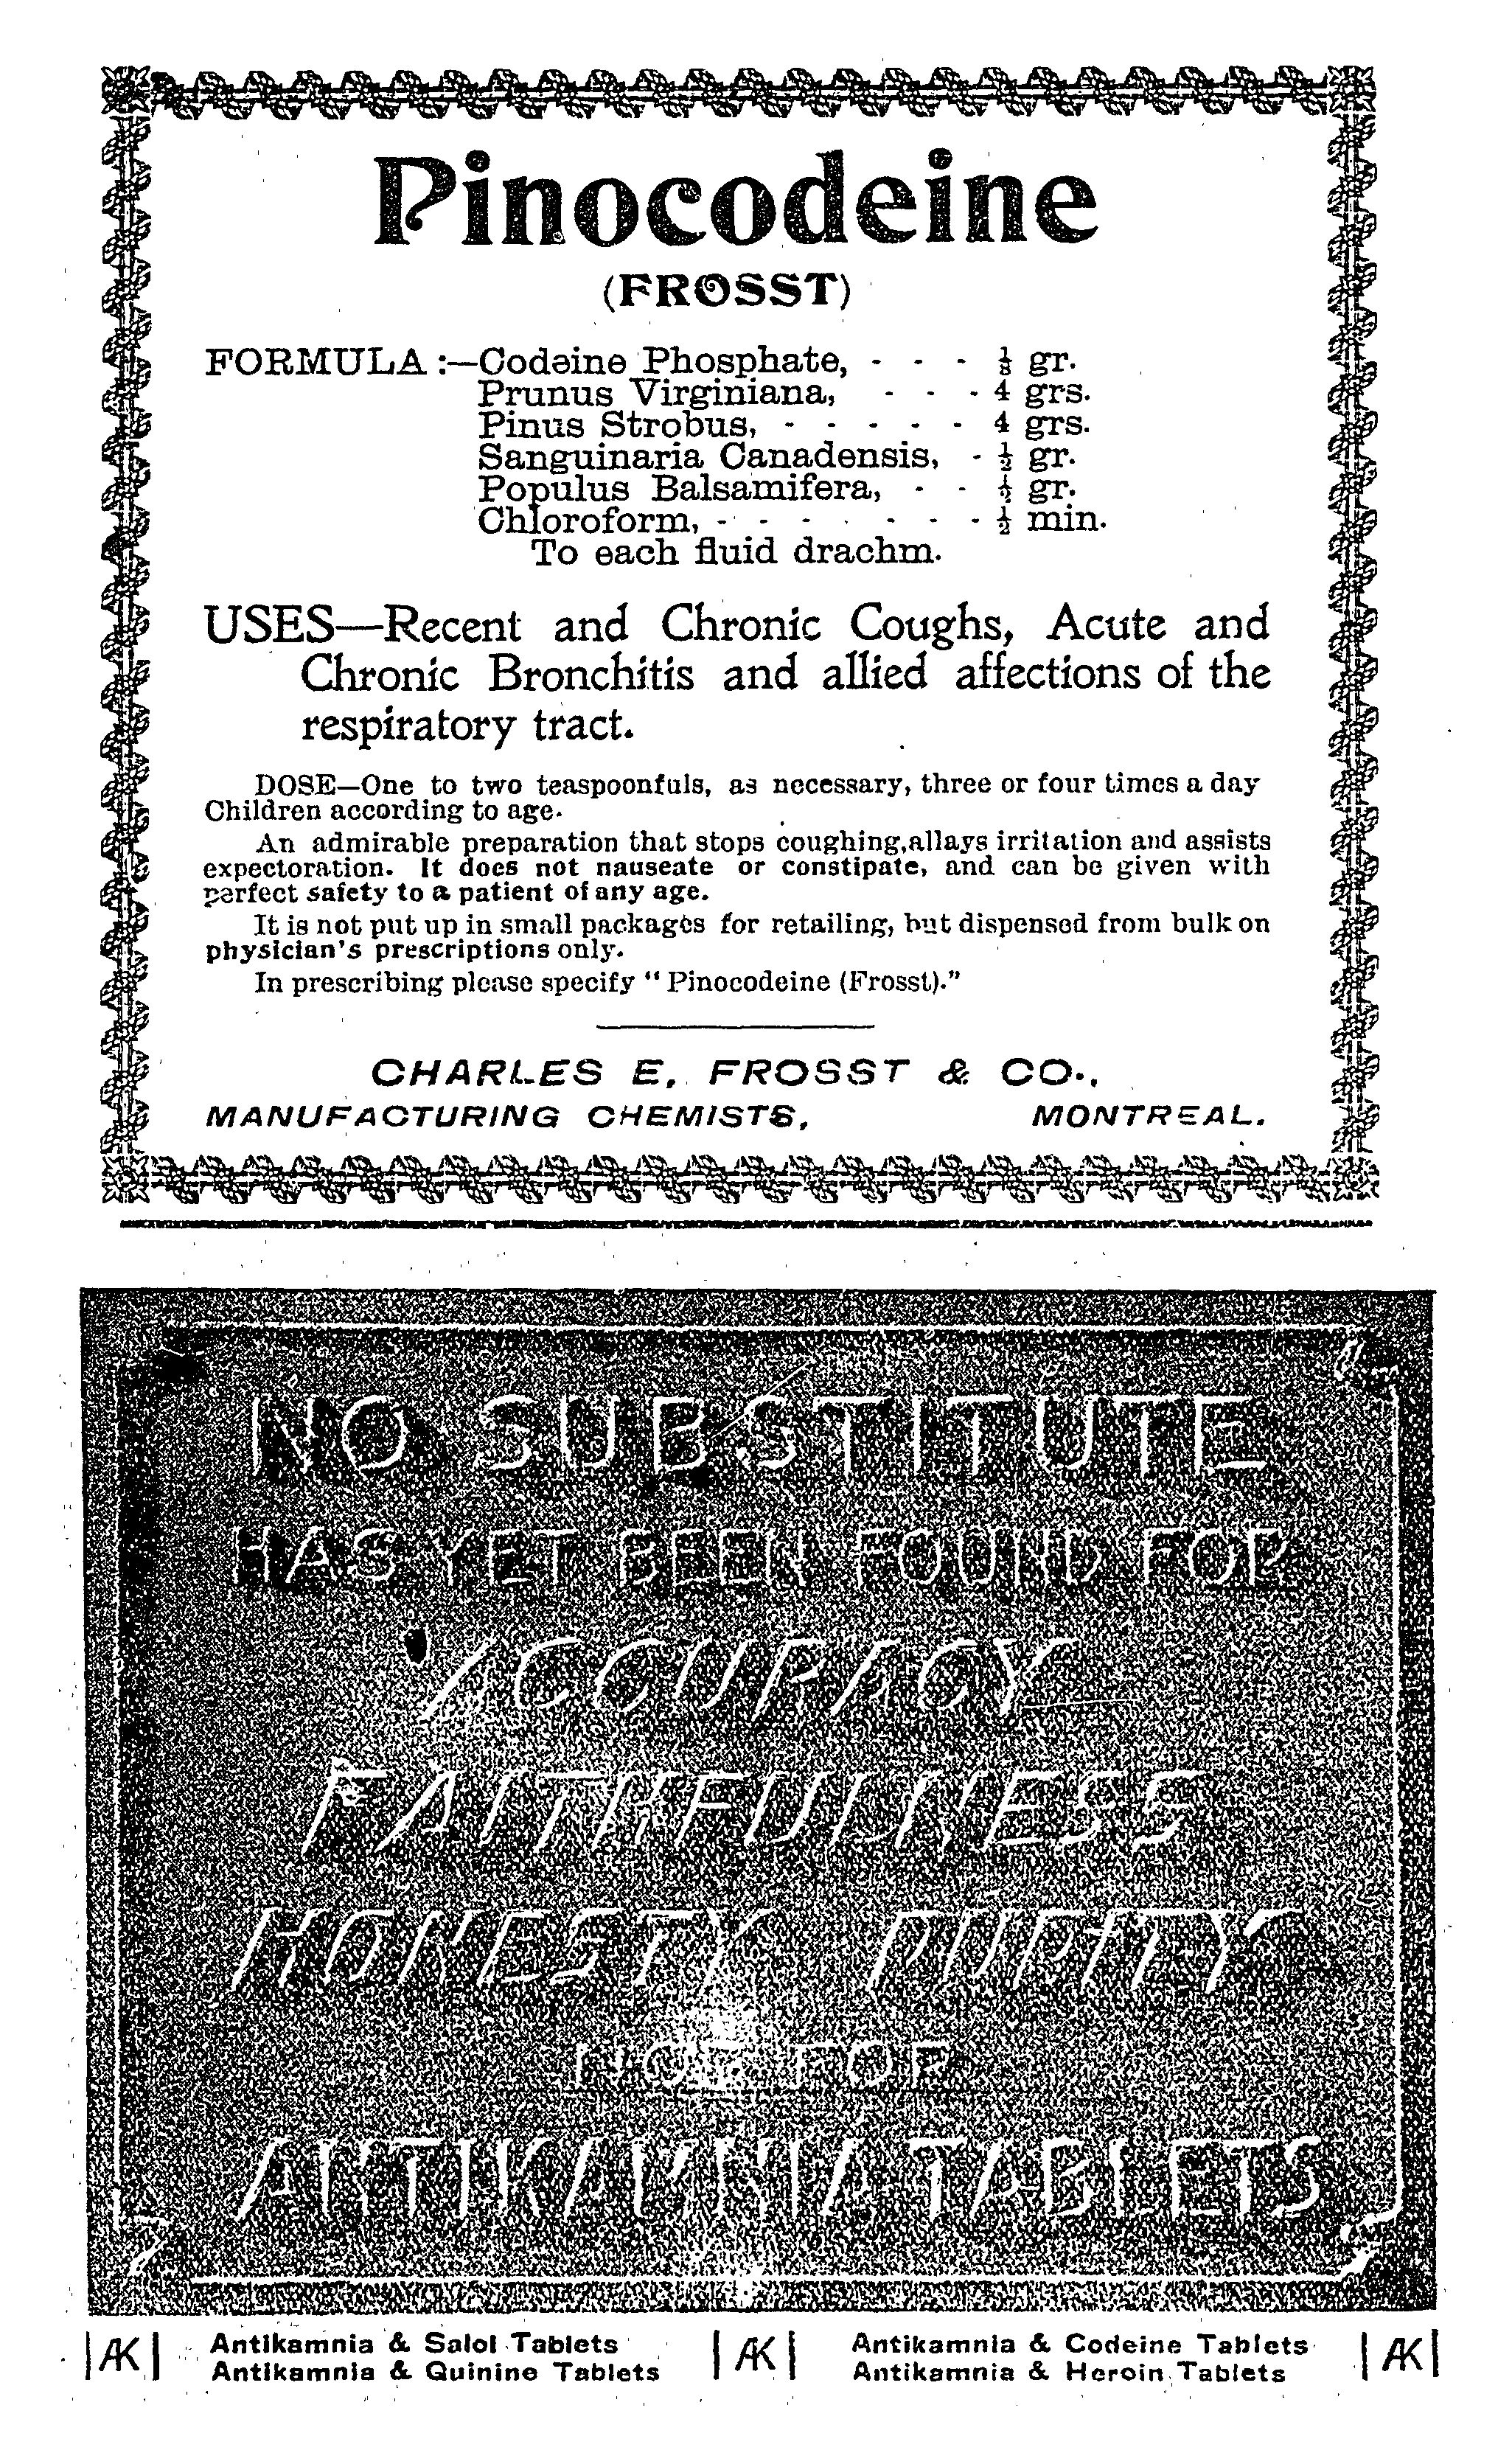 Pinocodeine
(FROSST)
FORMULA :—Codeine Phosphate, - - - ⅛ gr.
Prunus Virginiana, - - - 4 grs.
Pinus Strobus, - - - - - 4 grs.
Sanguinaria Canadensis, - ½ gr.
Populus Balsamifera, - - ½ gr.
Chloroform, - - - - - - - ½ min.
To each fluid drachm.
USES—Recent and Chronic Coughs, Acute and
Chronic Bronchitis and allied affections of the
respiratory tract.
DOSE—One to two teaspoonfuls, as necessary, three or four times a day
Children according to age.
An admirable preparation that stops coughing, allays irritation and assists
expectoration. It does not nauseate or constipate, and can be given with
perfect safety to a patient of any age.
It is not put up in small packages for retailing, but dispensed from bulk on
physician's prescriptions only.
In prescribing please specify "Pinocodeine (Frosst)."
CHARLES E. FROSST & CO.,
MANUFACTURING CHEMISTS, MONTREAL.
NO SUBSTITUTE
HAS YET BEEN FOUND FOR
ACCURACY
FAITHFULNESS
HONESTY PURITY
NOR FOR
ANTIKAMNIA TABLETS
|AK| Antikamnia & Salol Tablets |AK| Antikamnia & Codeine Tablets |AK|
Antikamnia & Quinine Tablets Antikamnia & Heroin Tablets